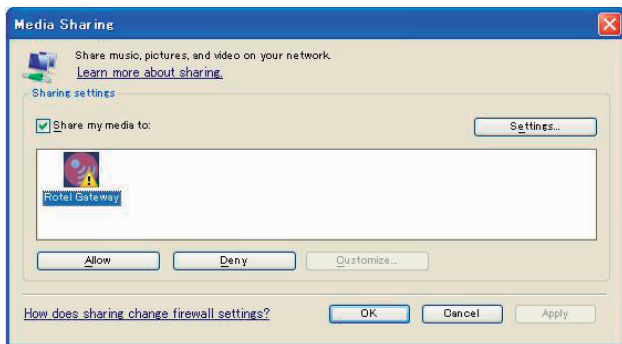 Media Sharing
Share music, pictures, and video on your network.
Learn more about sharing.
Sharing settings
Share my media to:
Settings...
Rotel Gateway
Allow
Deny
Customize...
How does sharing change firewall settings?
OK
Cancel
Apply